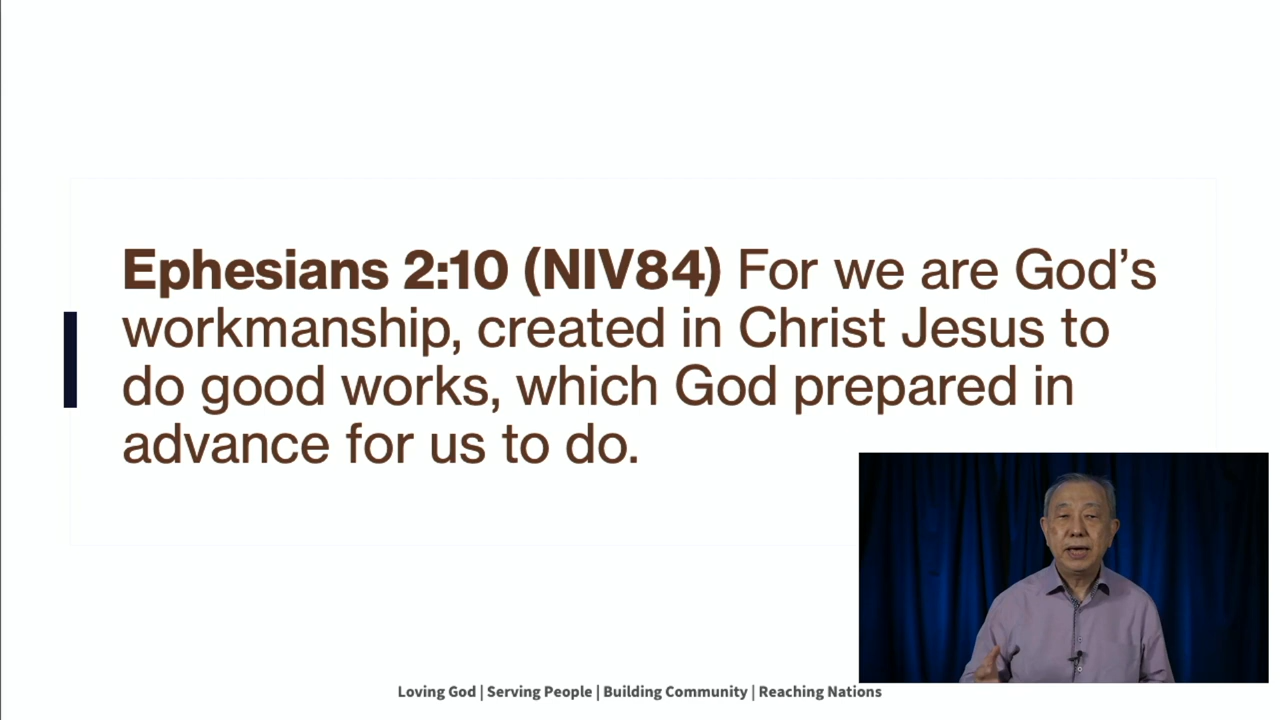 Ephesians 2:10 (NIV84) For we are God’s
workmanship, created in Christ Jesus to
do good works, which God prepared in
advance for us to do.
Loving God | Serving People | Building Community | Reaching Nations